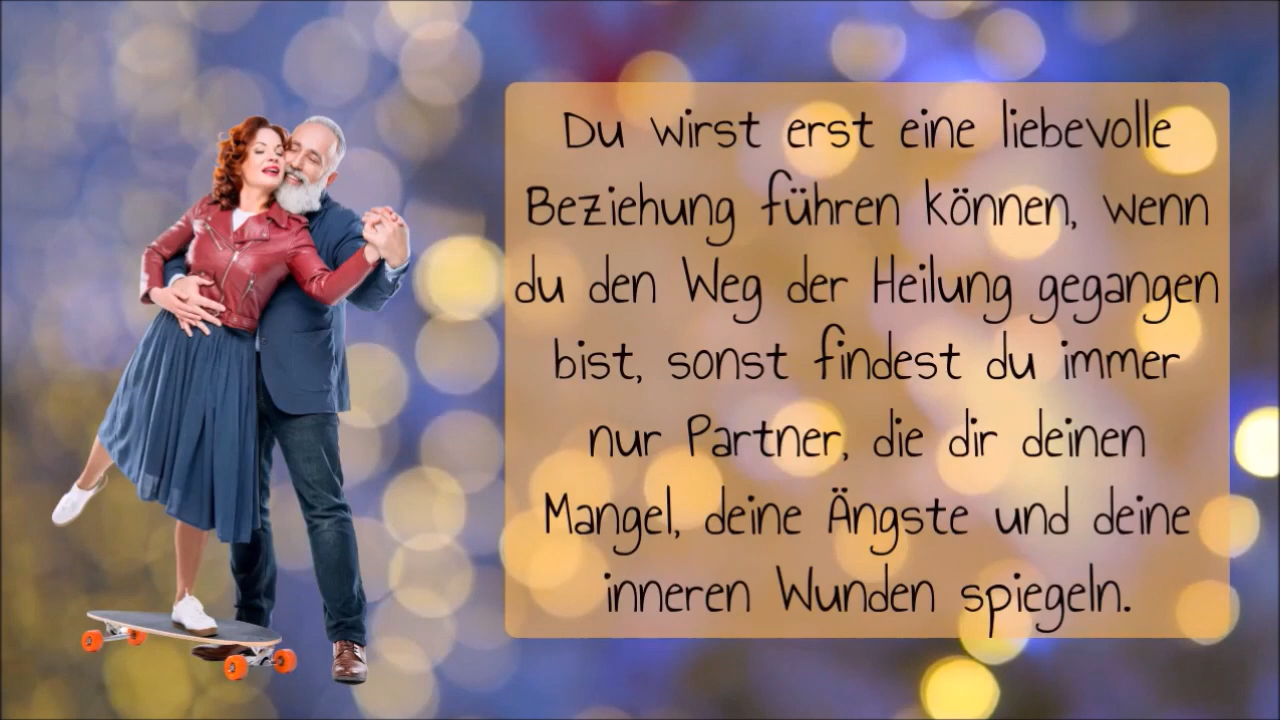 Du wirst erst eine liebevolle
Beziehung führen können, wenn
du den Weg der Heilung gegangen
bist, sonst findest du immer
nur Partner, die dir deinen
Mangel, deine Ängste und deine
inneren Wunden spiegeln.